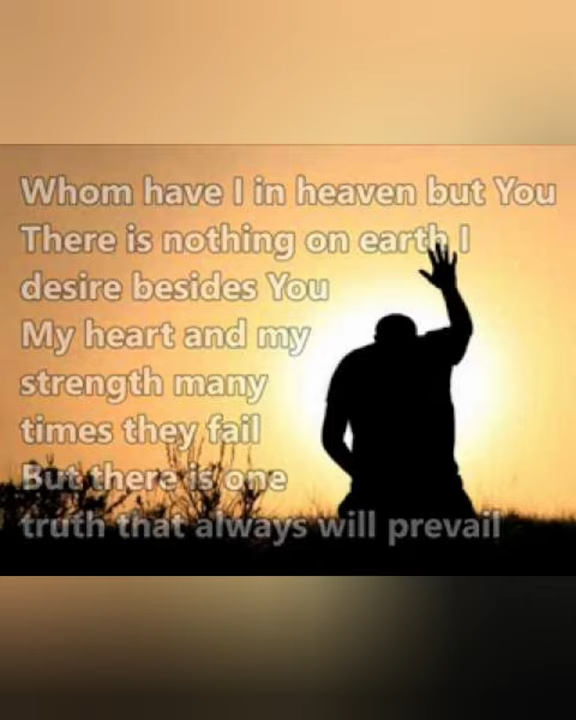 Whom have I in heaven but You
There is nothing on earth I
desire besides You
My heart and my
strength many
times they fail
But there is one
truth that always will prevail